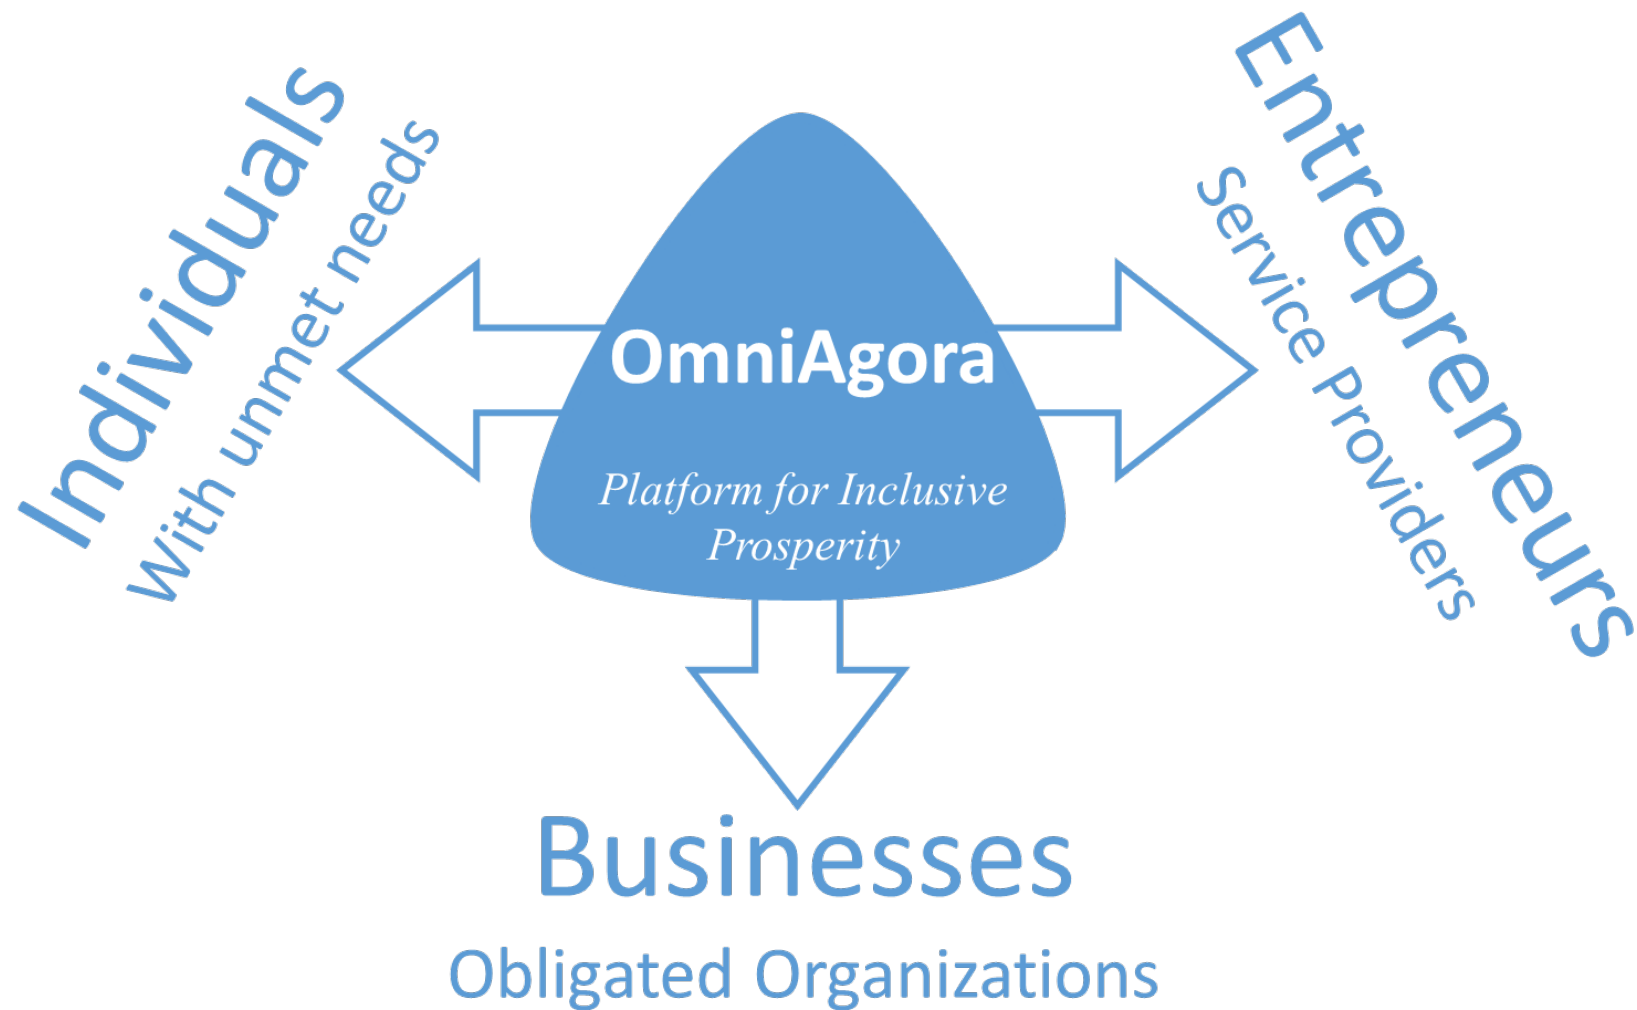 Individuals
With unmet needs
Entrepreneurs
Service Providers
OmniAgora
Platform for Inclusive
Prosperity
Businesses
Obligated Organizations